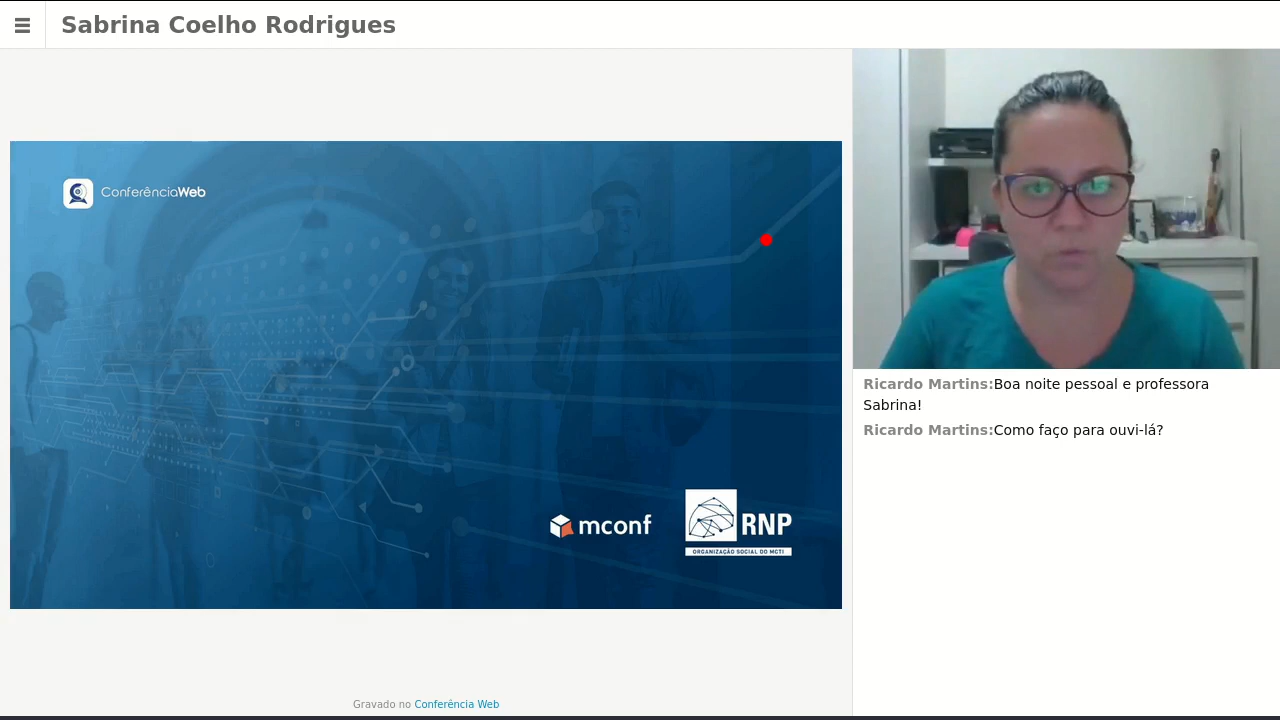 Sabrina Coelho Rodrigues
ConferênciaWeb
mconf
RNP
ORGANIZAÇÃO SOCIAL DO MCTI
Ricardo Martins:Boa noite pessoal e professora
Sabrina!
Ricardo Martins:Como faço para ouvi-lá?
Gravado no Conferência Web